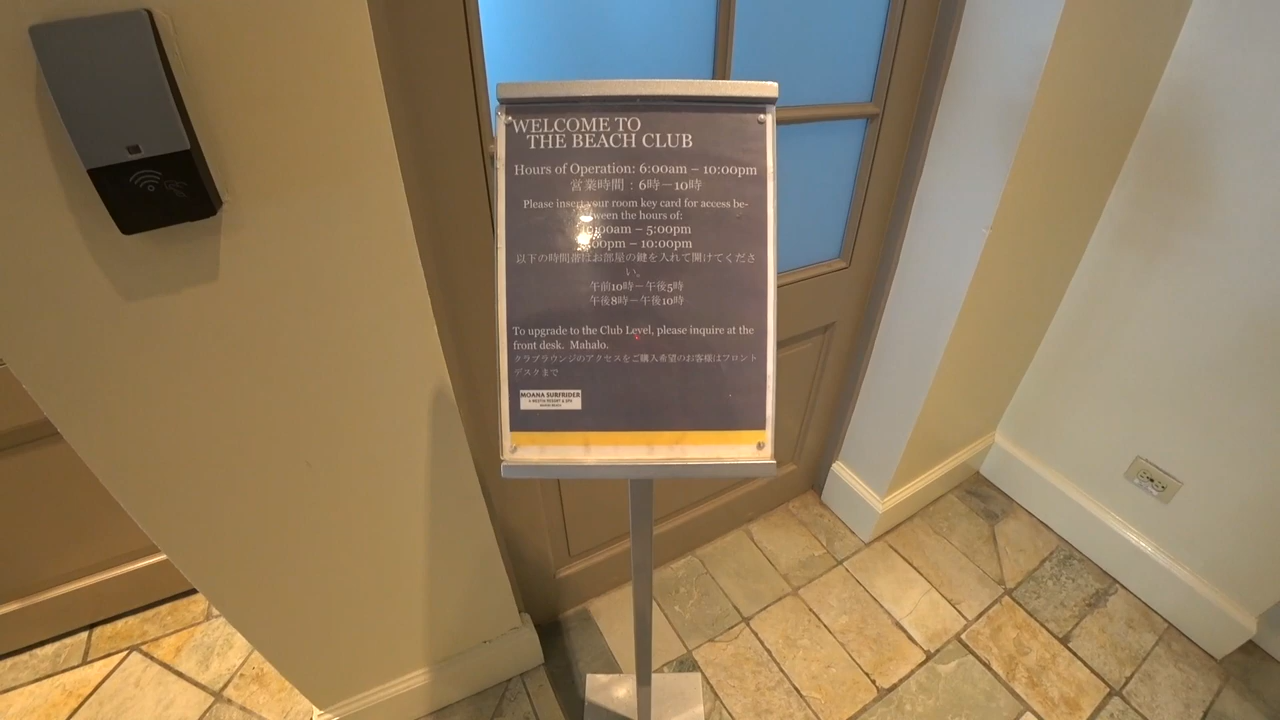 WELCOME TO
THE BEACH CLUB
Hours of Operation: 6:00am – 10:00pm
営業時間：6時－10時
Please insert your room key card for access be-
tween the hours of:
10:00am – 5:00pm
:00pm – 10:00pm
以下の時間帯はお部屋の鍵を入れて開けてくださ
い。
午前10時－午後5時
午後8時－午後10時
To upgrade to the Club Level, please inquire at the
front desk. Mahalo.
クラブラウンジのアクセスをご購入希望のお客様はフロント
デスクまで
MOANA SURFRIDER
A WESTIN RESORT & SPA